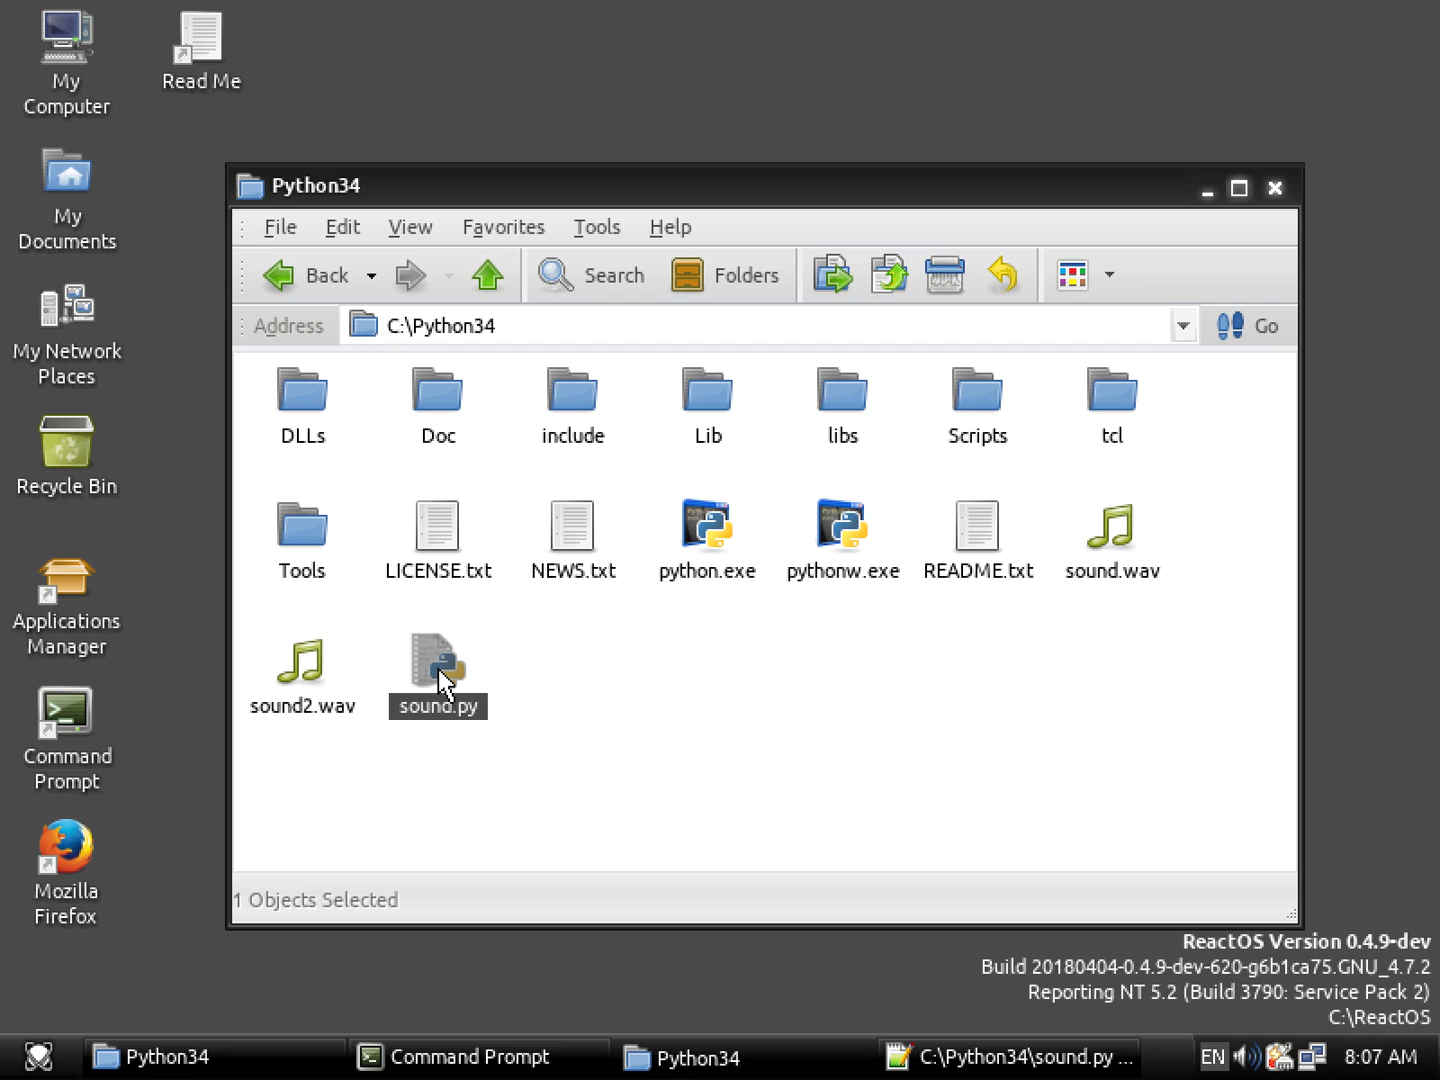 My
Computer
Read Me
My
Documents
My Network
Places
Recycle Bin
Applications
Manager
Command
Prompt
Mozilla
Firefox
Python34
File Edit View Favorites Tools Help
Back Search Folders
Address C:\Python34 Go
DLLs Doc include Lib libs Scripts tcl
Tools LICENSE.txt NEWS.txt python.exe pythonw.exe README.txt sound.wav
sound2.wav sound.py
1 Objects Selected
ReactOS Version 0.4.9-dev
Build 20180404-0.4.9-dev-620-g6b1ca75.GNU_4.7.2
Reporting NT 5.2 (Build 3790: Service Pack 2)
C:\ReactOS
Python34 Command Prompt Python34 C:\Python34\sound.py ... EN 8:07 AM